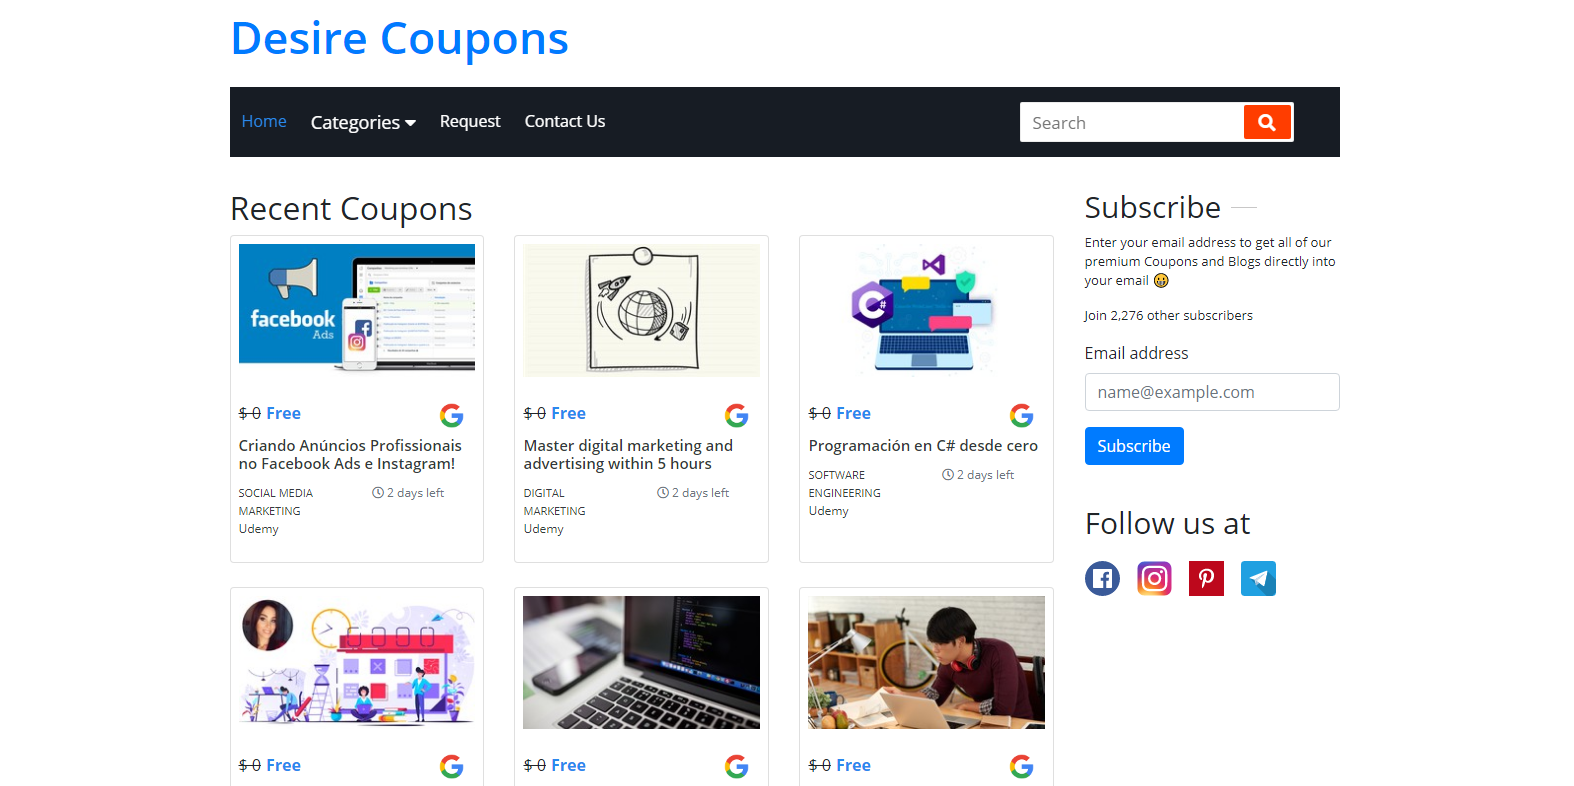 Desire Coupons
Home
Categories
Request
Contact Us
Search
Recent Coupons
facebook
Ads
$ 0 Free
Criando Anúncios Profissionais
no Facebook Ads e Instagram!
SOCIAL MEDIA
MARKETING
2 days left
Udemy
$ 0 Free
Master digital marketing and
advertising within 5 hours
DIGITAL
MARKETING
2 days left
Udemy
C#
$ 0 Free
Programación en C# desde cero
SOFTWARE
ENGINEERING
2 days left
Udemy
$ 0 Free
$ 0 Free
$ 0 Free
Subscribe
Enter your email address to get all of our
premium Coupons and Blogs directly into
your email 😀
Join 2,276 other subscribers
Email address
name@example.com
Subscribe
Follow us at